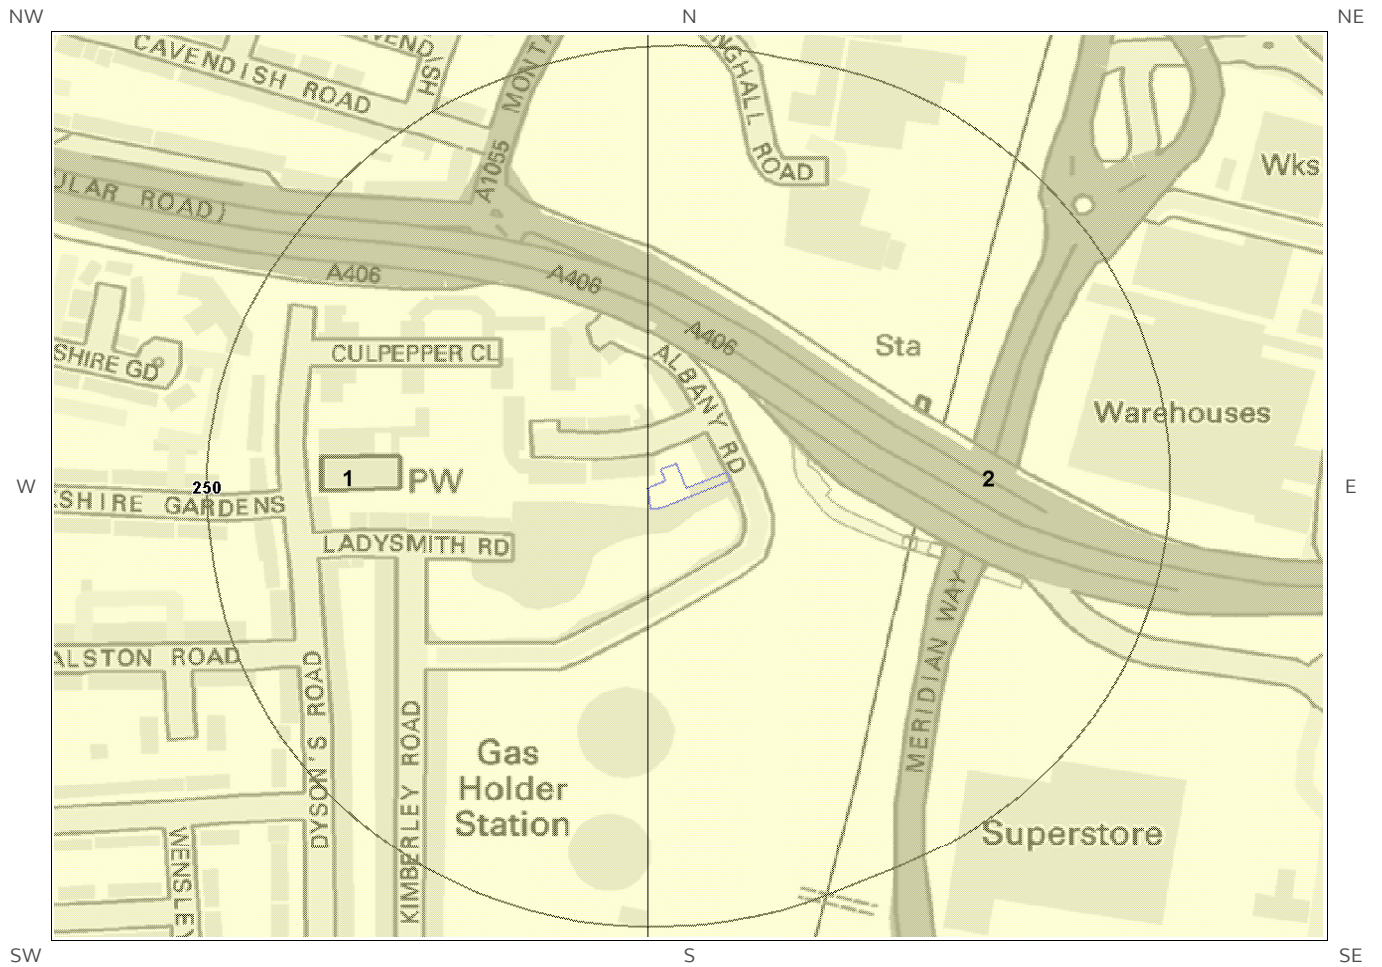 NW
N
NE
CAVENDISH ROAD
VENDISH
A1055 MONTA
NGHALL ROAD
Wks
ULAR ROAD)
A406
A406
A406
Sta
SHIRE GD
CULPEPPER CL
ALBANY RD
Warehouses
W
250
1
PW
2
E
SHIRE GARDENS
LADYSMITH RD
ALSTON ROAD
DYSON'S ROAD
KIMBERLEY ROAD
MERIDIAN WAY
Gas
Holder
Station
Superstore
WENSLEY
SW
S
SE